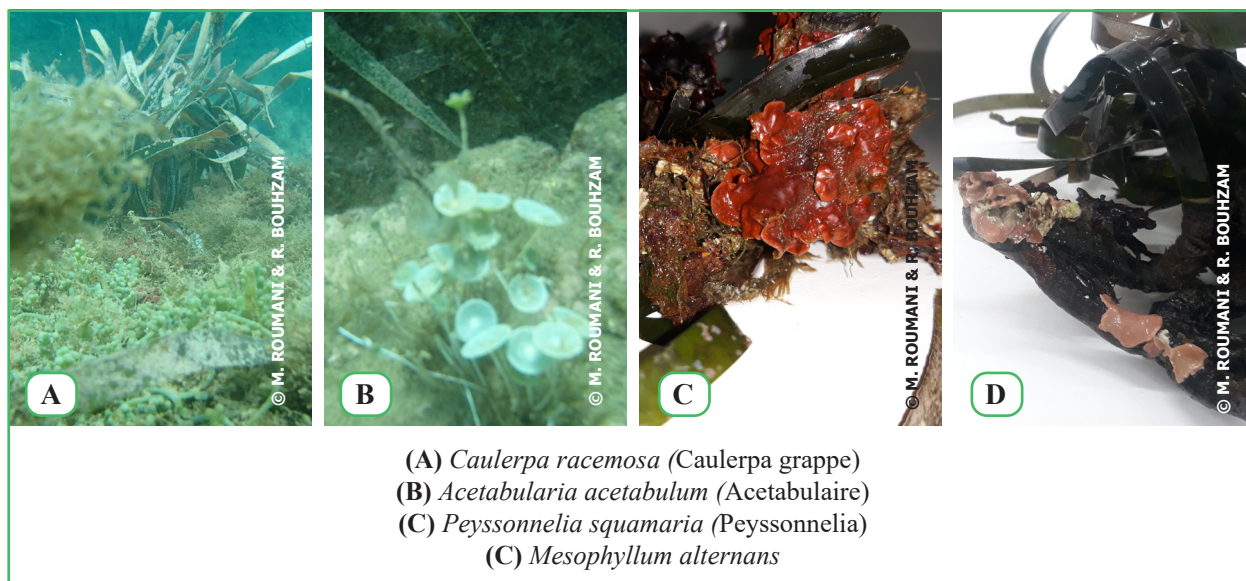 © M. ROUMANI & R. BOUHZAM
© M. ROUMANI & R. BOUHZAM
© M. ROUMANI & R. BOUHZAM
© M. ROUMANI & R. BOUHZAM
A
B
C
D
(A) Caulerpa racemosa (Caulerpa grappe)
(B) Acetabularia acetabulum (Acetabulaire)
(C) Peyssonnelia squamaria (Peyssonnelia)
(C) Mesophyllum alternans